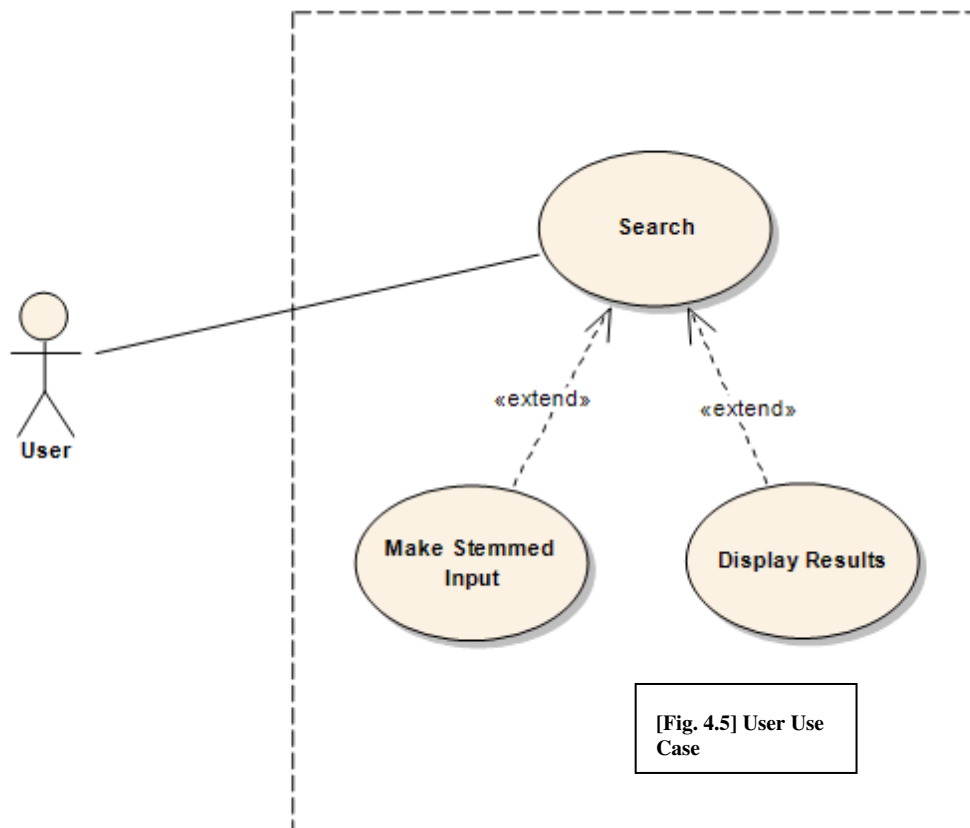 Search
User
«extend»
«extend»
Make Stemmed
Input
Display Results
[Fig. 4.5] User Use
Case